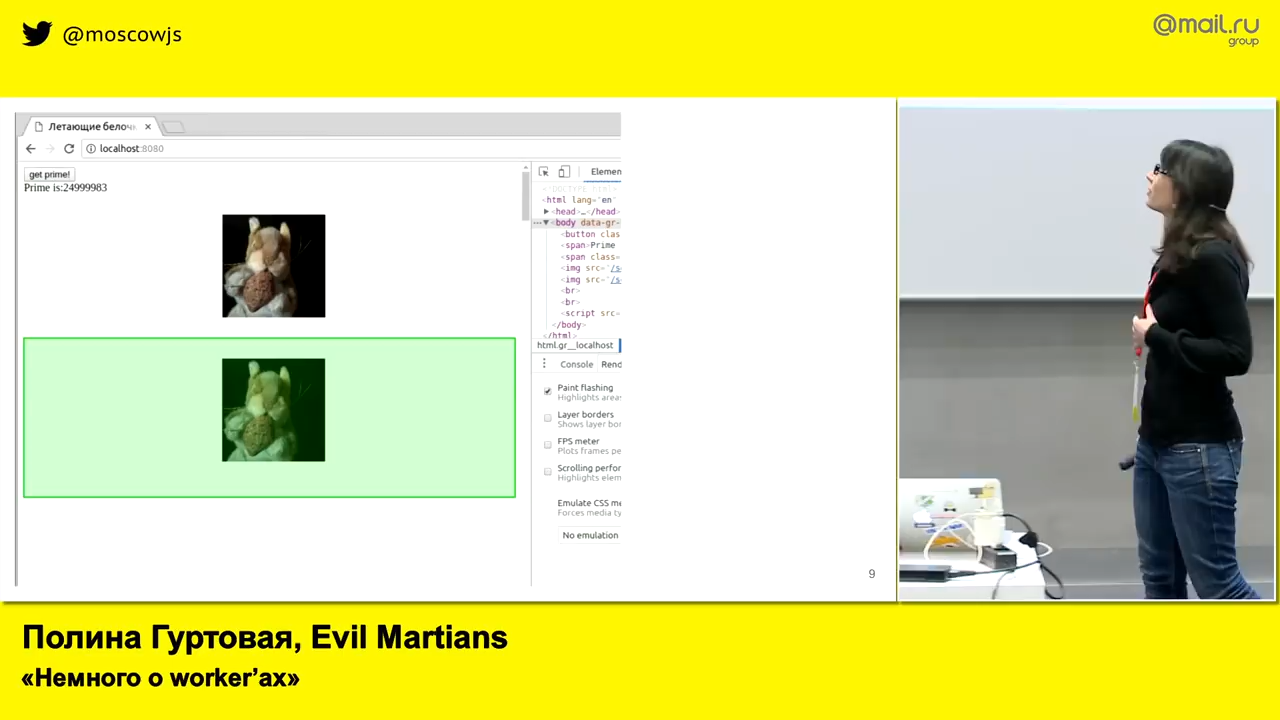 @moscowjs
@mail.ru
group
Летающие белочк
localhost:8080
get prime!
Prime is:24999983
Elemen
<!DOCTYPE html>
<html lang="en"
<head>…</head>
<body data-gr-
<button clas
<span>Prime
<span class=
<img src="/s
<img src="/s
<br>
<br>
<script src=
</body>
</html>
html.gr__localhost
Console Rend
Paint flashing
Highlights areas
Layer borders
Shows layer bor
FPS meter
Plots frames pe
Scrolling perfor
Highlights elem
Emulate CSS me
Forces media ty
No emulation
9
Полина Гуртовая, Evil Martians
«Немного о worker’ах»